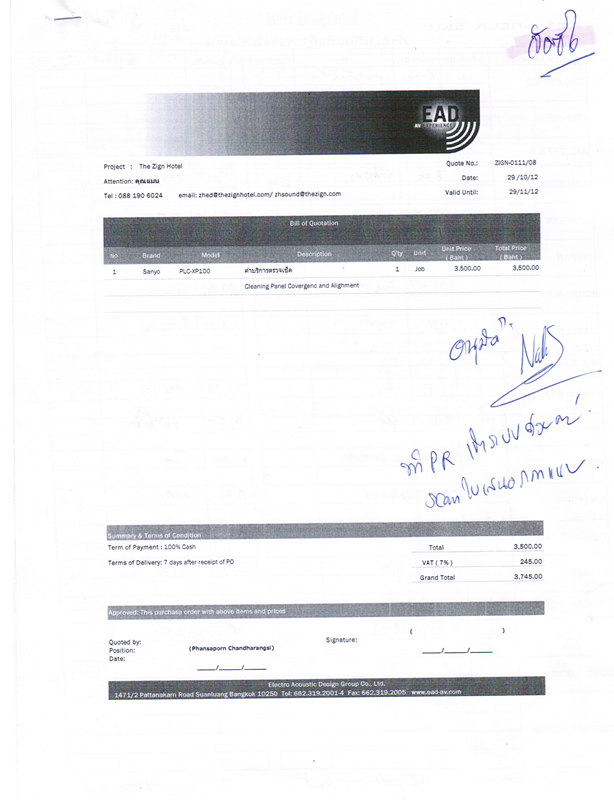 สั่งซื้อ
EAD
AV EXPERIENCE
Project : The Zign Hotel
Quote No.: ZIGN-0111/08
Attention: คุณแมน
Date: 29 /10/12
Tel : 088 190 6024 email: zhed@thezignhotel.com/ zhsound@thezign.com
Valid Until: 29/11/12
Bill of Quotation
No Brand Model Description Q'ty Unit Unit Price ( Baht ) Total Price ( Baht )
1 Sanyo PLC-XP100 ค่าบริการตรวจเช็ค 1 Job 3,500.00 3,500.00
Cleaning Panel Covergenc and Alighment
อนุมัติ
ทำ PR
scan ใบเสนอราคาแนบ
Summary & Terms of Condition
Term of Payment : 100% Cash
Total 3,500.00
Terms of Delivery: 7 days after receipt of PO
VAT ( 7% ) 245.00
Grand Total 3,745.00
Approved: This purchase order with above items and prices
Quoted by:
Signature: ( )
Position: (Phansaporn Chandharangsi)
Date: ____/____/____ ____/____/____
Electro Acoustic Design Group Co., Ltd.
1471/2 Pattanakarn Road Suanluang Bangkok 10250 Tel: 662.319.2001-4 Fax: 662.319.2005 www.ead-av.com